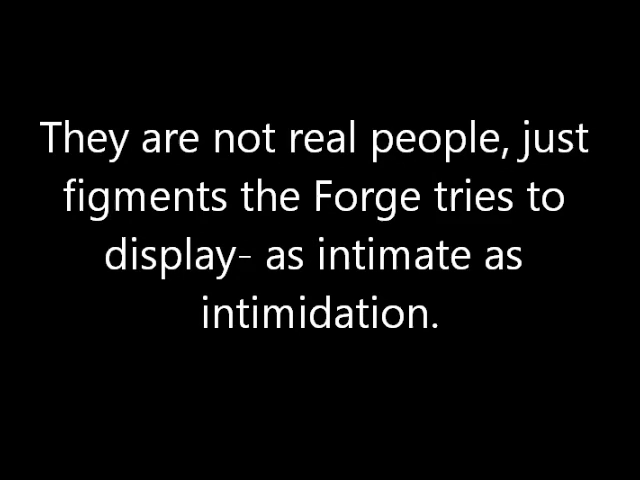 They are not real people, just
figments the Forge tries to
display- as intimate as
intimidation.